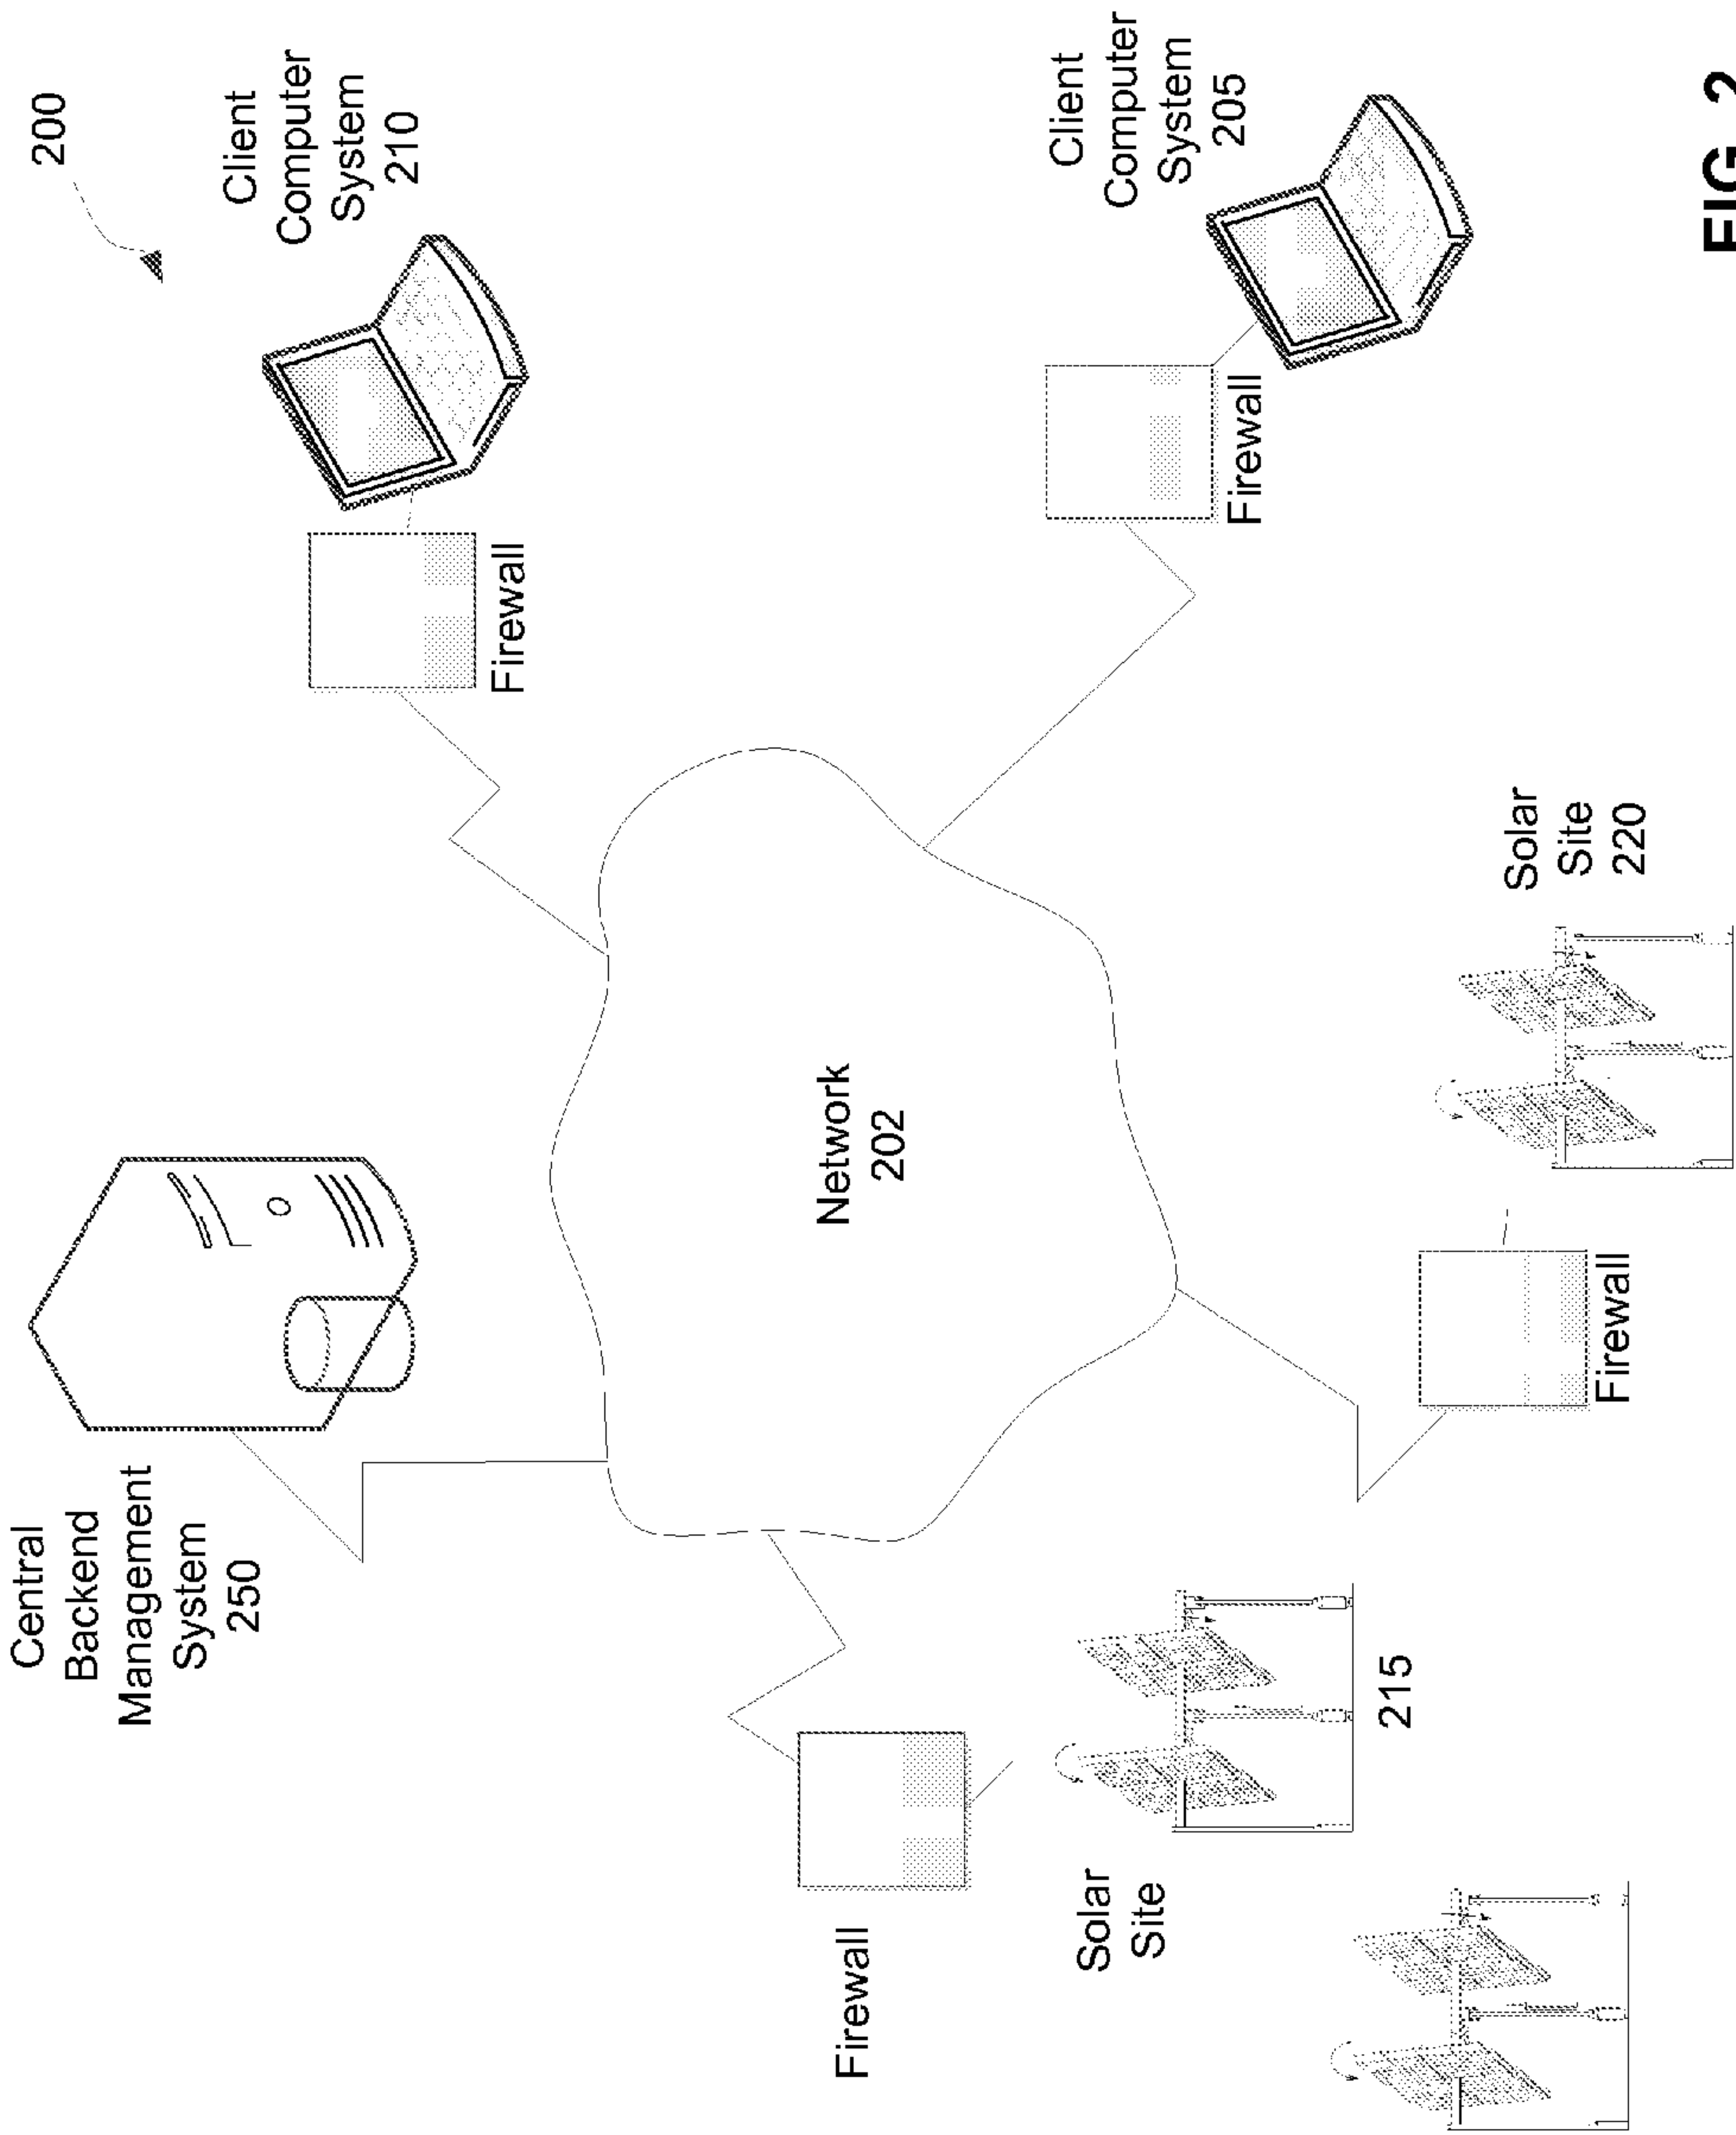 200
Central
Backend
Management
System
250
Client
Computer
System
210
Firewall
Network
202
Firewall
Client
Computer
System
205
Firewall
Solar
Site
215
Firewall
Solar
Site
220
FIG. 2